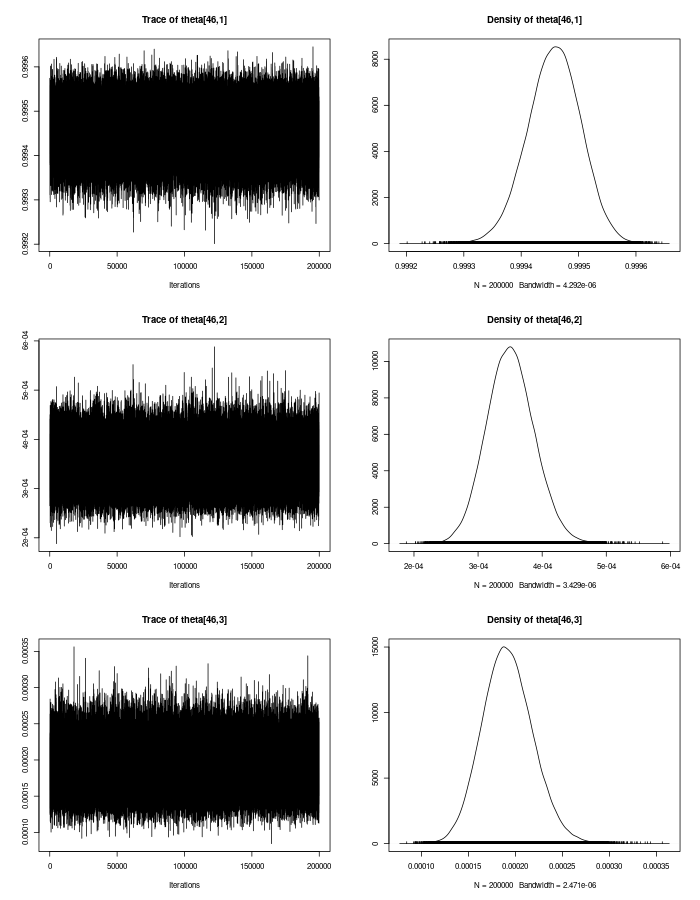 Trace of theta[46,1]
0.9992 0.9993 0.9994 0.9995 0.9996
0 50000 100000 150000 200000
Iterations
Density of theta[46,1]
0 2000 4000 6000 8000
0.9992 0.9993 0.9994 0.9995 0.9996
N = 200000 Bandwidth = 4.292e-06
Trace of theta[46,2]
2e-04 3e-04 4e-04 5e-04 6e-04
0 50000 100000 150000 200000
Iterations
Density of theta[46,2]
0 2000 4000 6000 8000 10000
2e-04 3e-04 4e-04 5e-04 6e-04
N = 200000 Bandwidth = 3.429e-06
Trace of theta[46,3]
0.00010 0.00015 0.00020 0.00025 0.00030 0.00035
0 50000 100000 150000 200000
Iterations
Density of theta[46,3]
0 5000 10000 15000
0.00010 0.00015 0.00020 0.00025 0.00030 0.00035
N = 200000 Bandwidth = 2.471e-06